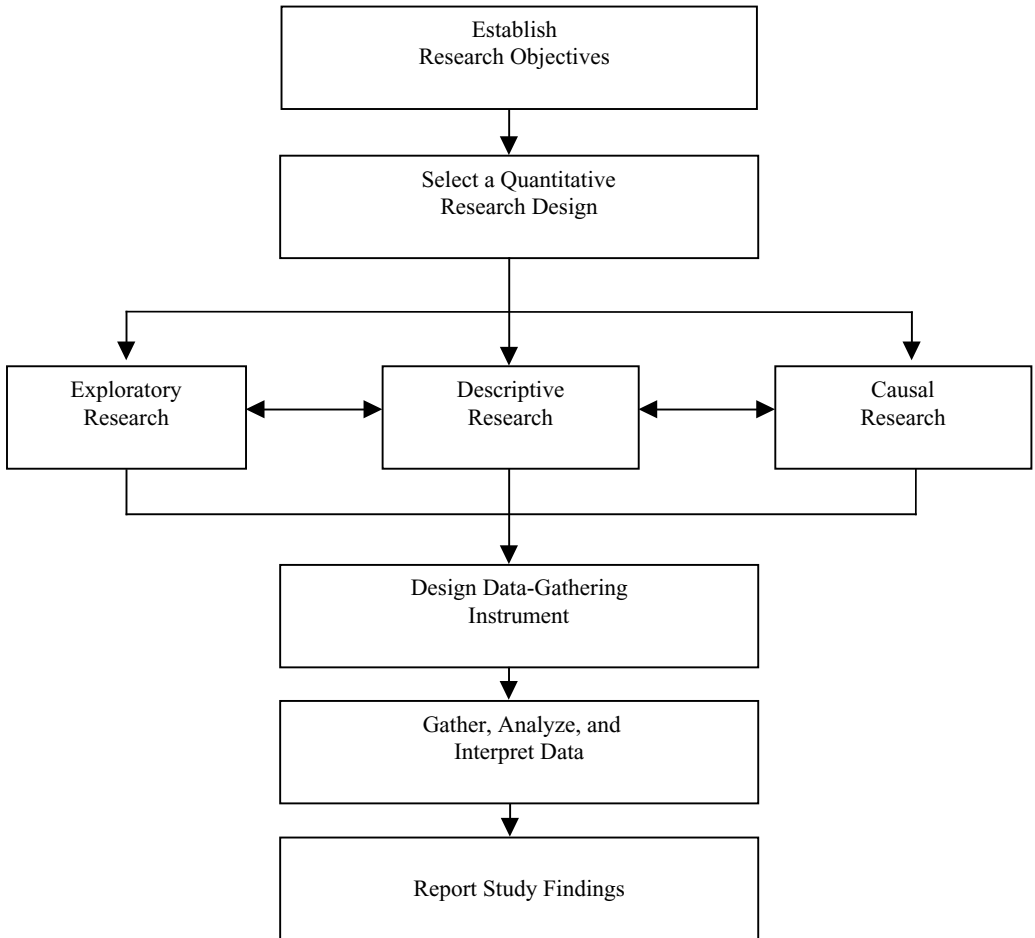 Establish
Research Objectives
Select a Quantitative
Research Design
Exploratory
Research
Descriptive
Research
Causal
Research
Design Data-Gathering
Instrument
Gather, Analyze, and
Interpret Data
Report Study Findings